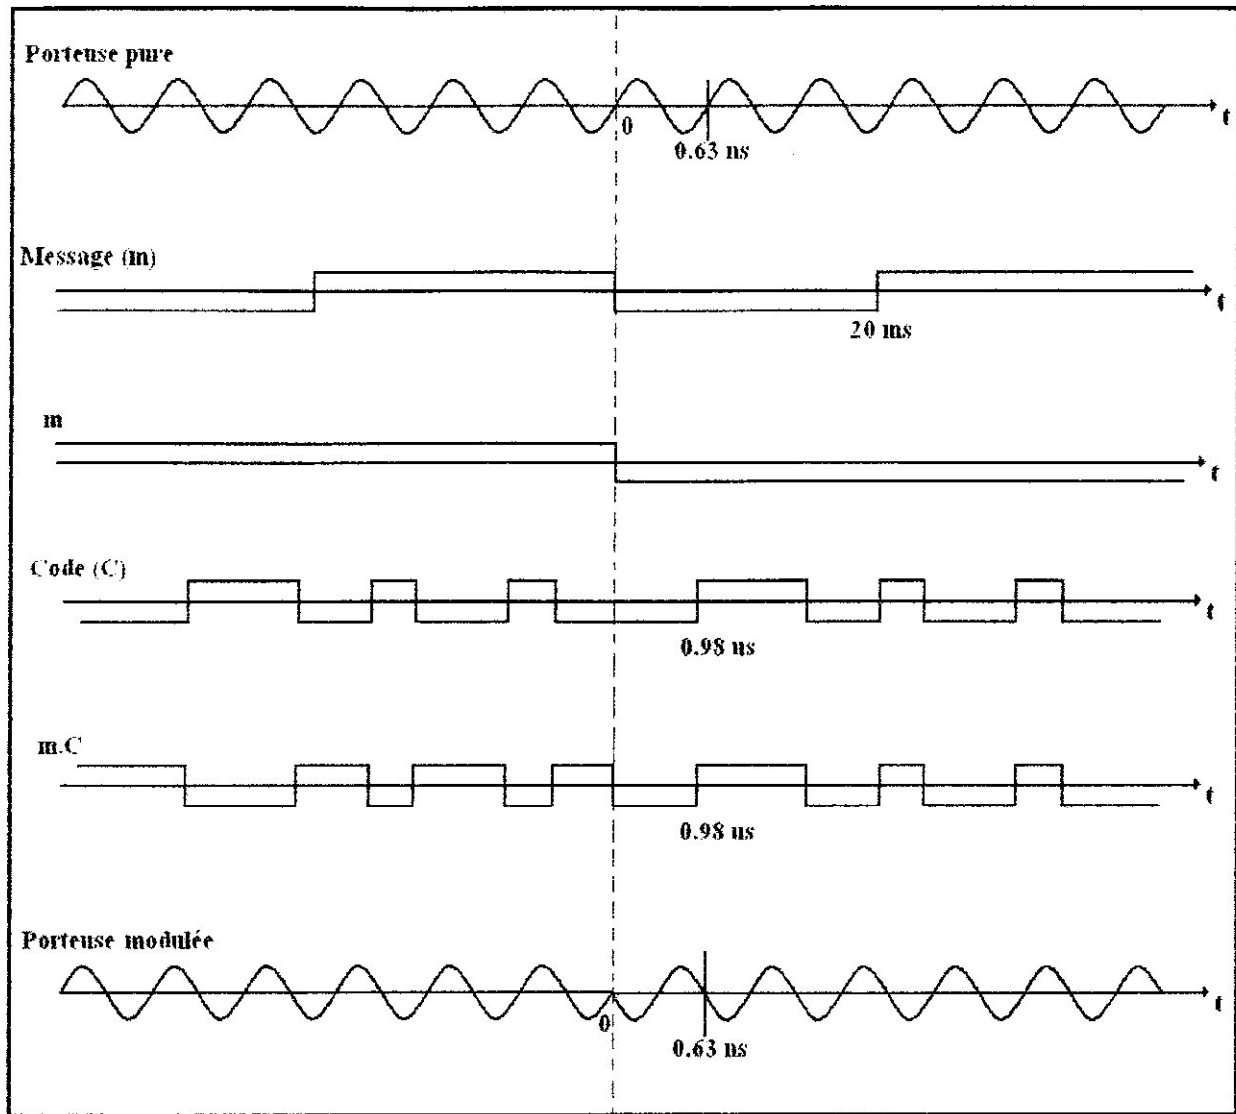 Porteuse pure
t
0
0.63 ns
Message (m)
t
20 ms
m
t
Code (C)
t
0.98 us
m.C
t
0.98 us
Porteuse modulée
t
0
0.63 ns